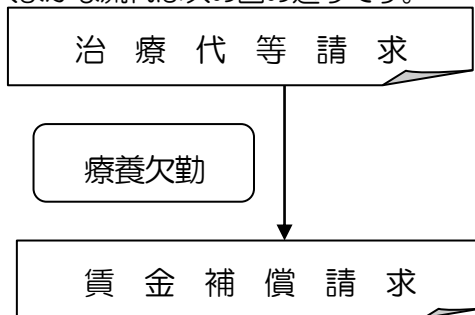 治 療 代 等 請 求
療養欠勤
賃 金 補 償 請 求